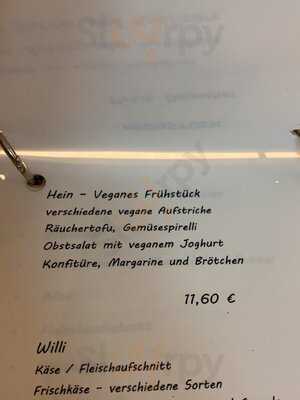 Hein – Veganes Frühstück
verschiedene vegane Aufstriche
Räuchertofu, Gemüsespirelli
Obstsalat mit veganem Joghurt
Konfitüre, Margarine und Brötchen
11,60 €
Willi
Käse / Fleischaufschnitt
Frischkäse – verschiedene Sorten